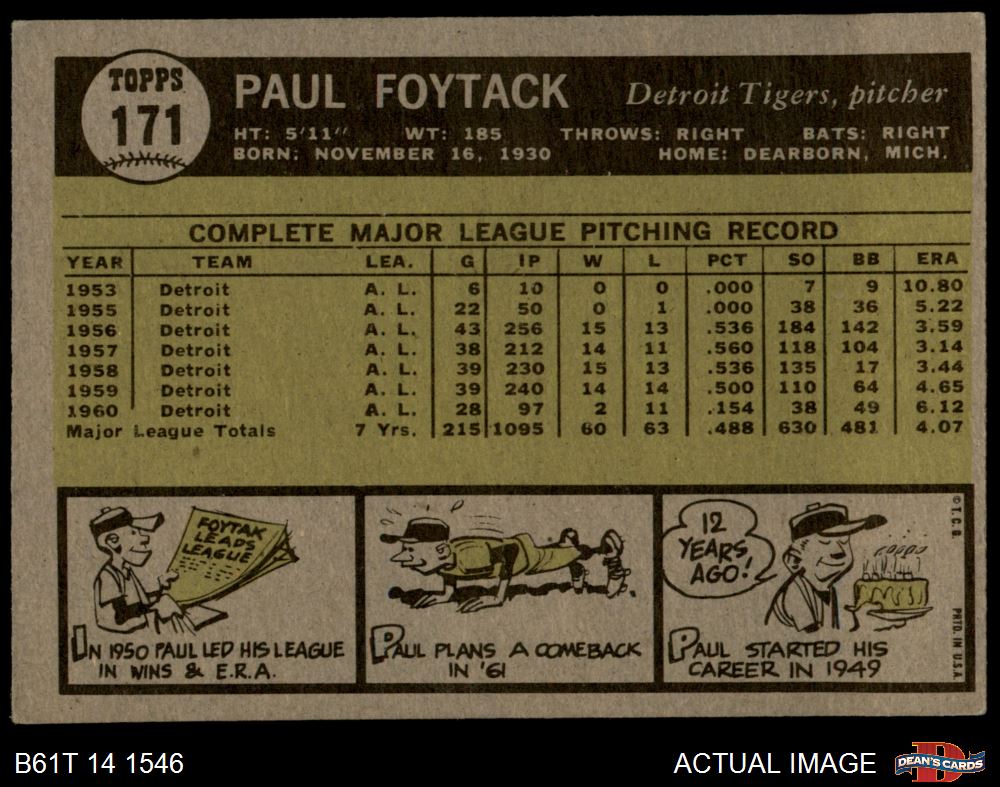 TOPPS
171
PAUL FOYTACK
Detroit Tigers, pitcher
HT: 5'11" WT: 185 THROWS: RIGHT BATS: RIGHT
BORN: NOVEMBER 16, 1930 HOME: DEARBORN, MICH.
COMPLETE MAJOR LEAGUE PITCHING RECORD
YEAR TEAM LEA. G IP W L PCT SO BB ERA
1953 Detroit A. L. 6 10 0 0 .000 7 9 10.80
1955 Detroit A. L. 22 50 0 1 .000 38 36 5.22
1956 Detroit A. L. 43 256 15 13 .536 184 142 3.59
1957 Detroit A. L. 38 212 14 11 .560 118 104 3.14
1958 Detroit A. L. 39 230 15 13 .536 135 17 3.44
1959 Detroit A. L. 39 240 14 14 .500 110 64 4.65
1960 Detroit A. L. 28 97 2 11 .154 38 49 6.12
Major League Totals 7 Yrs. 215 1095 60 63 .488 630 481 4.07
FOYTAK
LEADS
LEAGUE
IN 1950 PAUL LED HIS LEAGUE
IN WINS & E.R.A.
PAUL PLANS A COMEBACK
IN '61
12
YEARS
AGO!
PAUL STARTED HIS
CAREER IN 1949
© T. C. G.
PRTD. IN U.S.A.
B61T 14 1546
ACTUAL IMAGE
DEAN'S CARDS